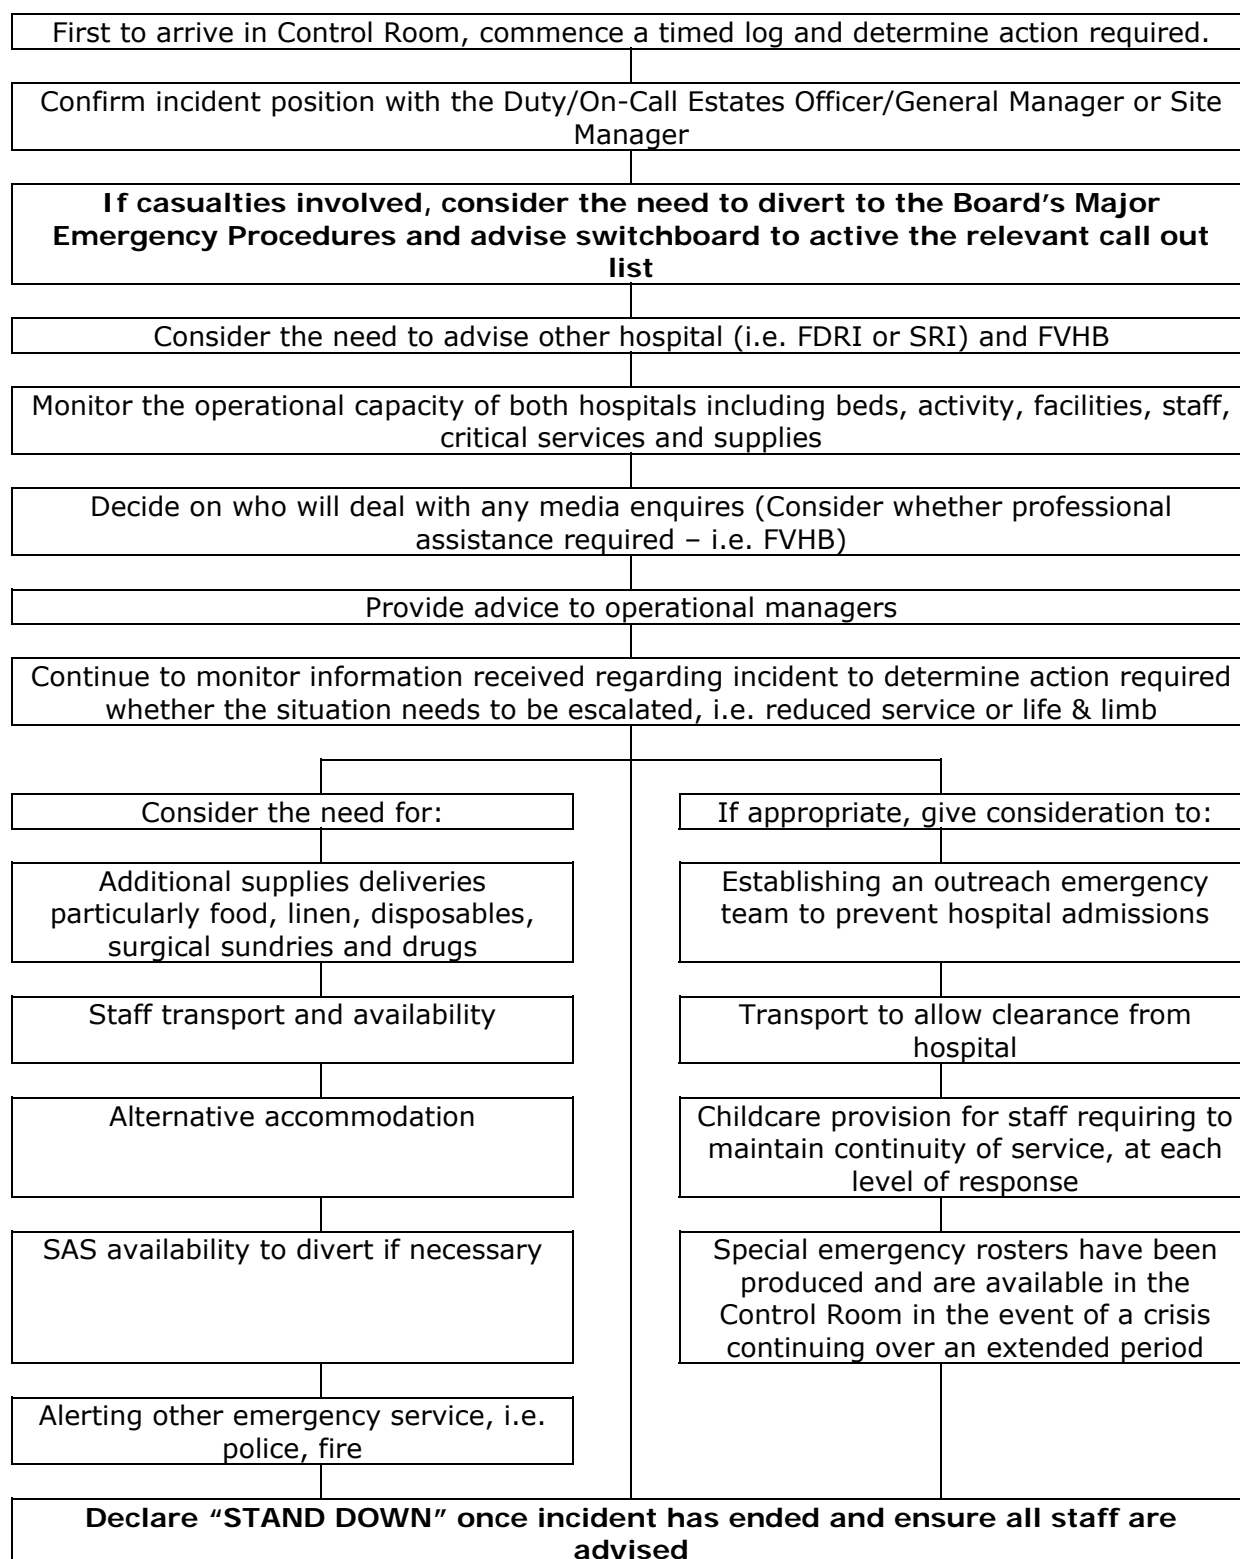 First to arrive in Control Room, commence a timed log and determine action required.
Confirm incident position with the Duty/On-Call Estates Officer/General Manager or Site
Manager
If casualties involved, consider the need to divert to the Board's Major
Emergency Procedures and advise switchboard to active the relevant call out
list
Consider the need to advise other hospital (i.e. FDRI or SRI) and FVHB
Monitor the operational capacity of both hospitals including beds, activity, facilities, staff,
critical services and supplies
Decide on who will deal with any media enquires (Consider whether professional
assistance required – i.e. FVHB)
Provide advice to operational managers
Continue to monitor information received regarding incident to determine action required
whether the situation needs to be escalated, i.e. reduced service or life & limb
Consider the need for:
Additional supplies deliveries
particularly food, linen, disposables,
surgical sundries and drugs
Staff transport and availability
Alternative accommodation
SAS availability to divert if necessary
Alerting other emergency service, i.e.
police, fire
If appropriate, give consideration to:
Establishing an outreach emergency
team to prevent hospital admissions
Transport to allow clearance from
hospital
Childcare provision for staff requiring to
maintain continuity of service, at each
level of response
Special emergency rosters have been
produced and are available in the
Control Room in the event of a crisis
continuing over an extended period
Declare “STAND DOWN” once incident has ended and ensure all staff are
advised